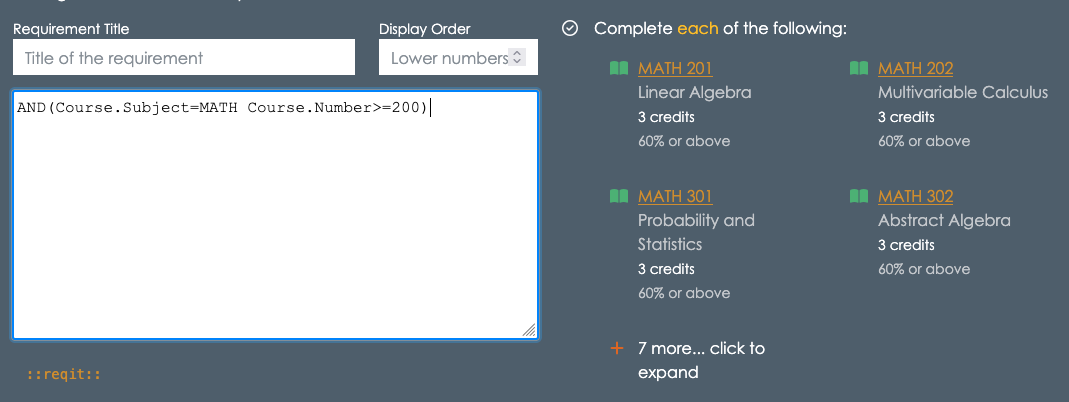 Requirement Title
Display Order
Title of the requirement
Lower numbers
AND(Course.Subject=MATH Course.Number>=200)
::reqit::
Complete each of the following:
MATH 201
Linear Algebra
3 credits
60% or above
MATH 202
Multivariable Calculus
3 credits
60% or above
MATH 301
Probability and
Statistics
3 credits
60% or above
MATH 302
Abstract Algebra
3 credits
60% or above
7 more... click to
expand